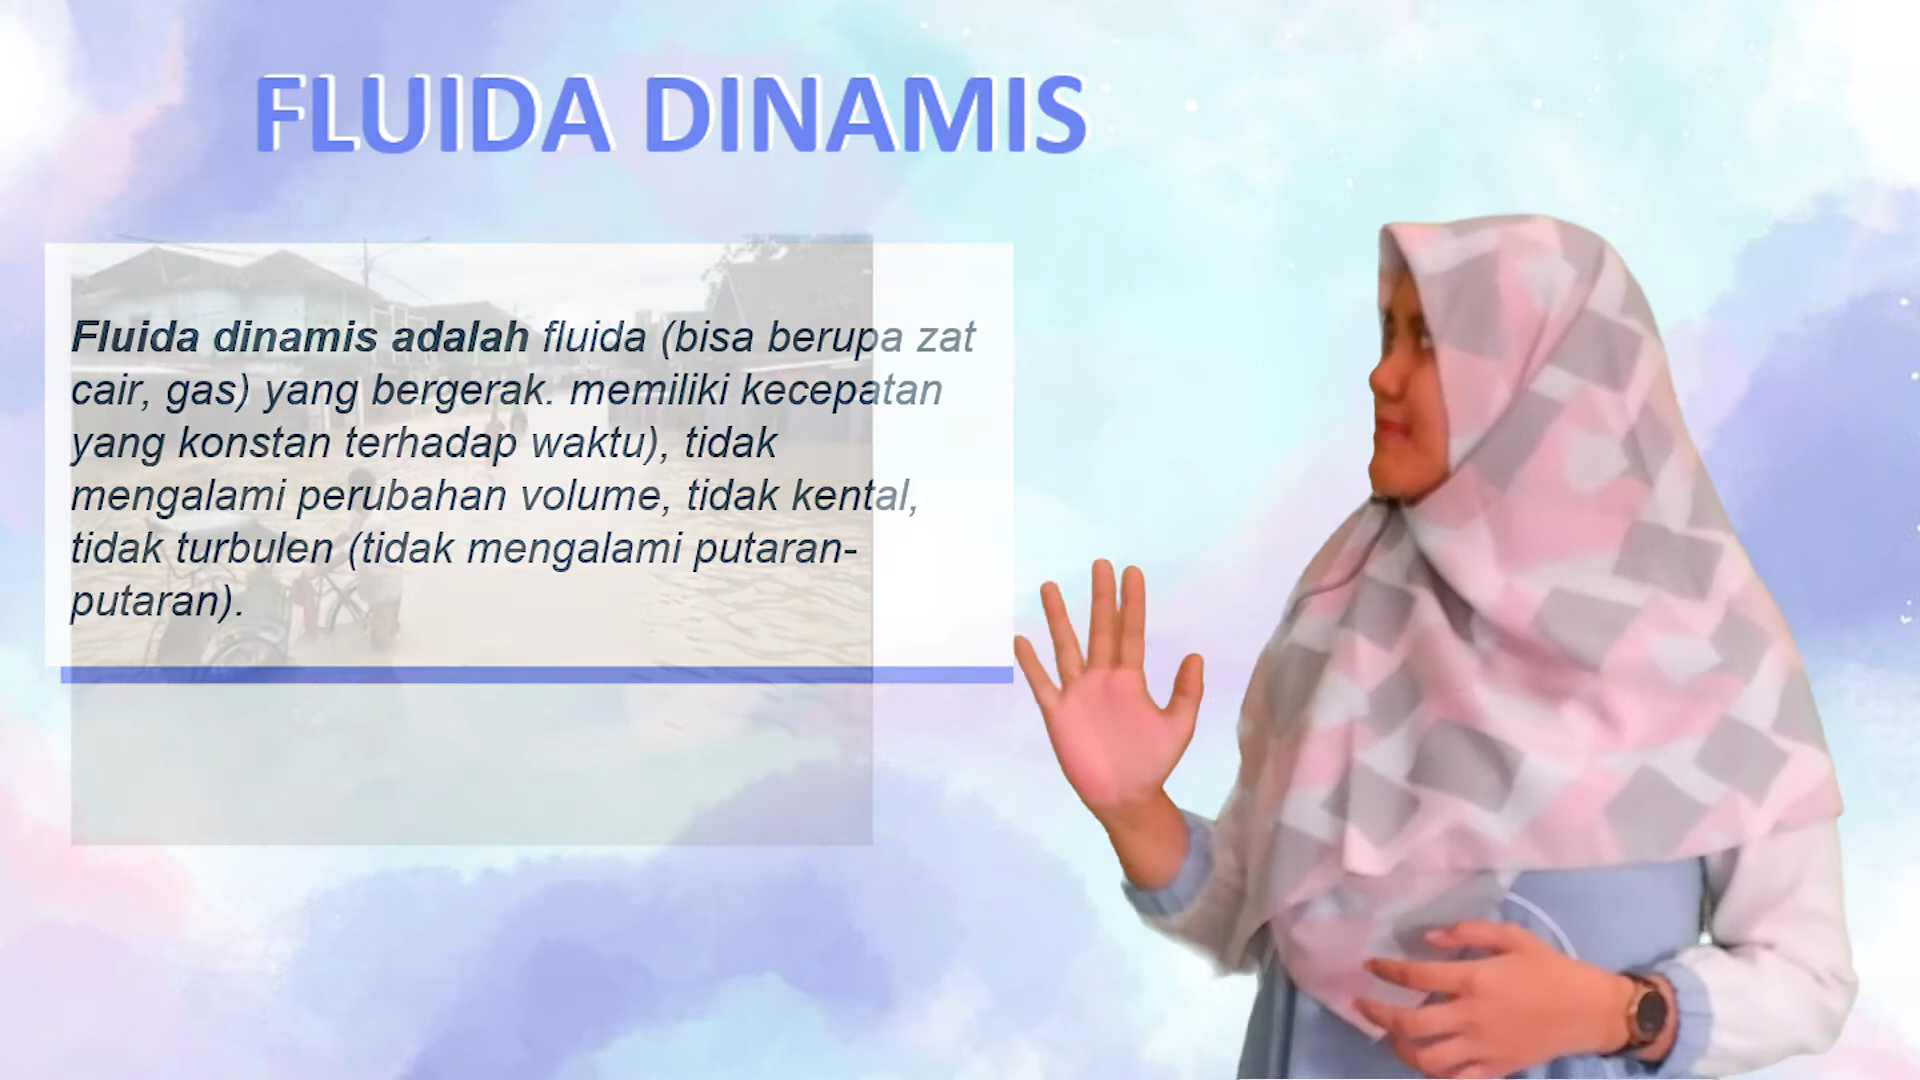 FLUIDA DINAMIS
Fluida dinamis adalah fluida (bisa berupa zat
cair, gas) yang bergerak. memiliki kecepatan
yang konstan terhadap waktu), tidak
mengalami perubahan volume, tidak kental,
tidak turbulen (tidak mengalami putaran-
putaran).